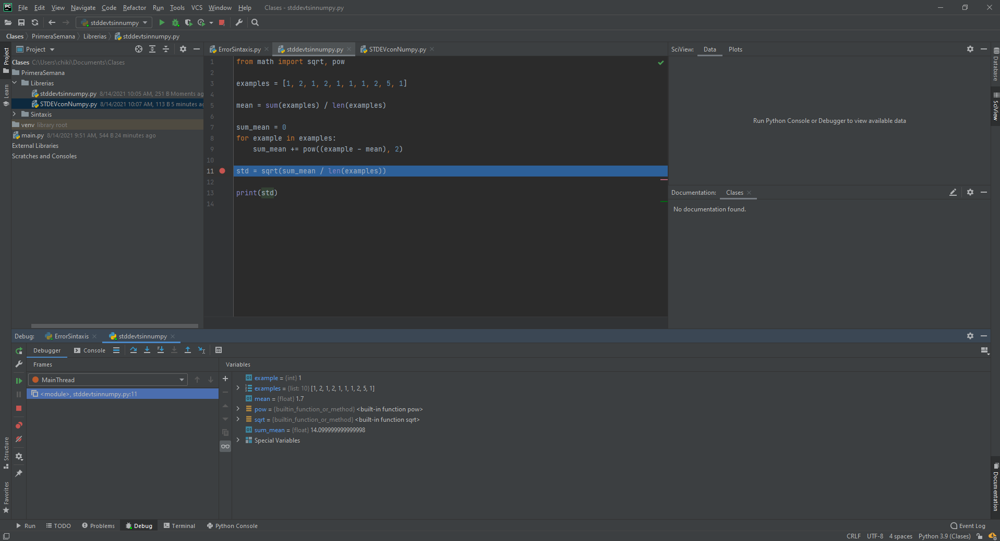 PC File Edit View Navigate Code Refactor Run Tools VCS Window Help Clases - stddevtsinnumpy.py
stddevtsinnumpy
Clases PrimeraSemana Librerias stddevtsinnumpy.py
Project
Learn
Structure
Favorites
Project
Clases C:\Users\chiki\Documents\Clases
PrimeraSemana
Librerias
stddevtsinnumpy.py 8/14/2021 10:05 AM, 251 B Moments ag
STDEVconNumpy.py 8/14/2021 10:07 AM, 113 B 5 minutes ag
Sintaxis
venv library root
main.py 8/14/2021 9:51 AM, 544 B 24 minutes ago
External Libraries
Scratches and Consoles
ErrorSintaxis.py stddevtsinnumpy.py STDEVconNumpy.py
1 from math import sqrt, pow
2
3 examples = [1, 2, 1, 2, 1, 1, 1, 2, 5, 1]
4
5 mean = sum(examples) / len(examples)
6
7 sum_mean = 0
8 for example in examples:
9 sum_mean += pow((example - mean), 2)
10
11 std = sqrt(sum_mean / len(examples))
12
13 print(std)
14
SciView: Data Plots
Run Python Console or Debugger to view available data
Documentation: Clases
No documentation found.
Database
SciView
Documentation
Debug: ErrorSintaxis stddevtsinnumpy
Debugger Console
Frames
MainThread
<module>, stddevtsinnumpy.py:11
Variables
example = {int} 1
examples = {list: 10} [1, 2, 1, 2, 1, 1, 1, 2, 5, 1]
mean = {float} 1.7
pow = {builtin_function_or_method} <built-in function pow>
sqrt = {builtin_function_or_method} <built-in function sqrt>
sum_mean = {float} 14.099999999999998
Special Variables
Run TODO Problems Debug Terminal Python Console Event Log
CRLF UTF-8 4 spaces Python 3.9 (Clases)